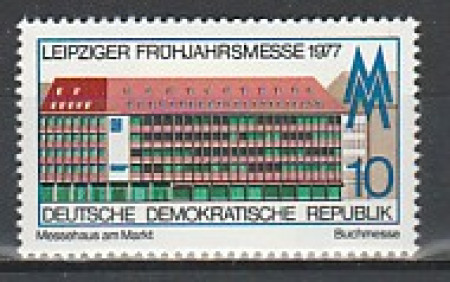 LEIPZIGER FRÜHJAHRSMESSE 1977
MM
10
DEUTSCHE DEMOKRATISCHE REPUBLIK
Messehaus am Markt Buchmesse